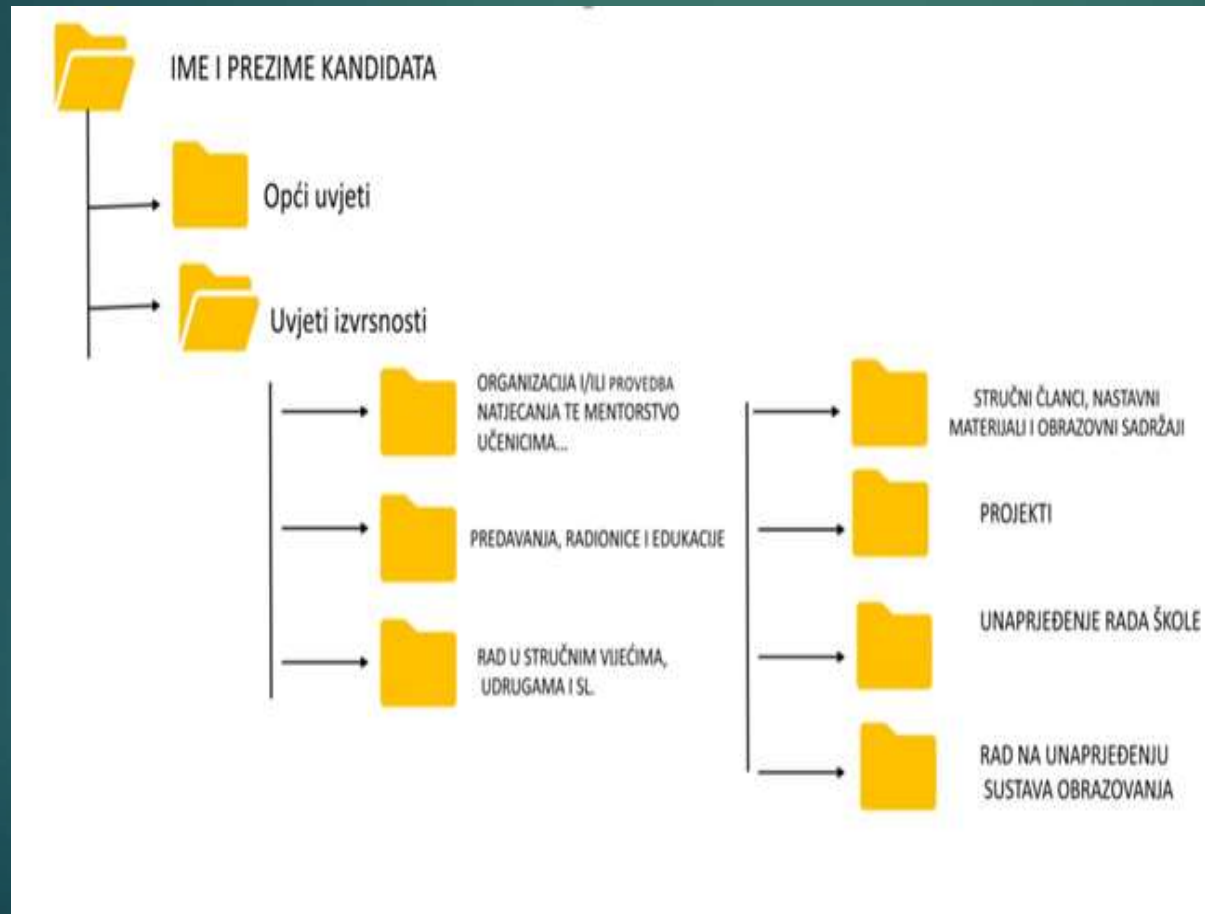 IME I PREZIME KANDIDATA
Opći uvjeti
Uvjeti izvrsnosti
ORGANIZACIJA I/ILI PROVEDBA
NATJECANJA TE MENTORSTVO
UČENICIMA...
PREDAVANJA, RADIONICE I EDUKACIJE
RAD U STRUČNIM VIJEĆIMA,
UDRUGAMA I SL.
STRUČNI ČLANCI, NASTAVNI
MATERIJALI I OBRAZOVNI SADRŽAJI
PROJEKTI
UNAPRJEĐENJE RADA ŠKOLE
RAD NA UNAPRJEĐENJU
SUSTAVA OBRAZOVANJA